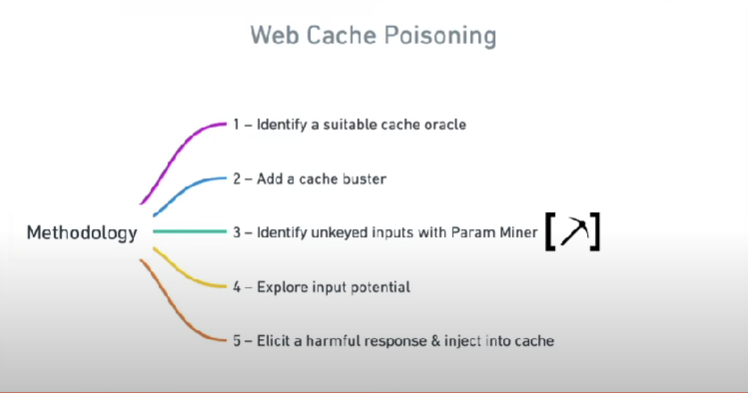 Web Cache Poisoning
1 – Identify a suitable cache oracle
2 – Add a cache buster
Methodology
3 – Identify unkeyed inputs with Param Miner
4 – Explore input potential
5 – Elicit a harmful response & inject into cache